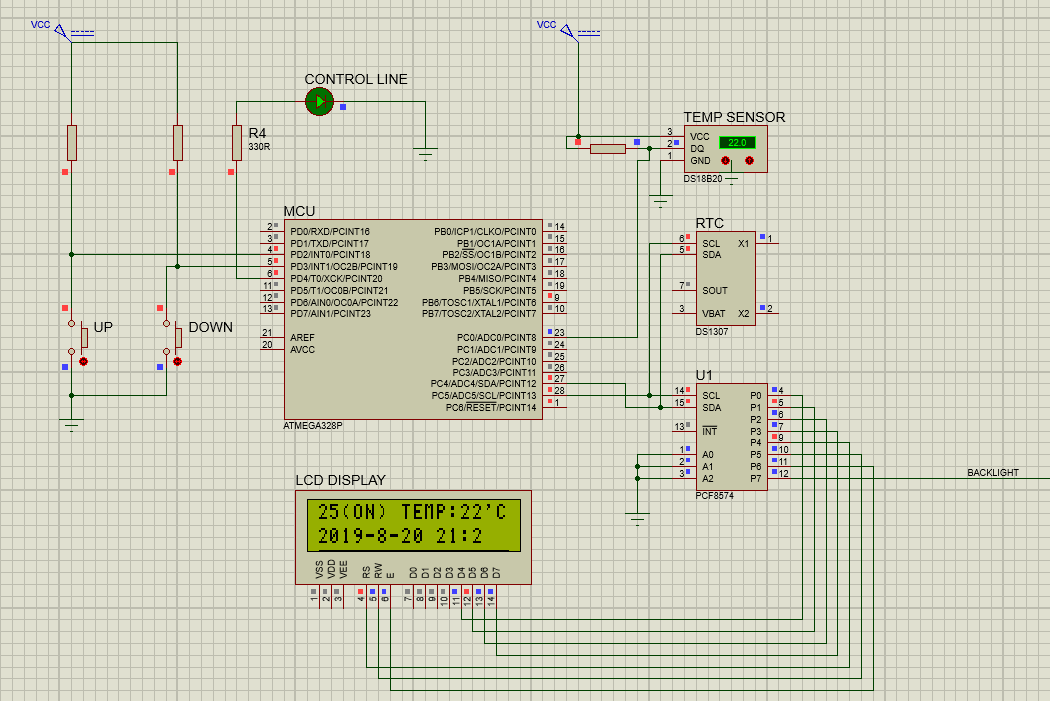 VCC
VCC
CONTROL LINE
R4
330R
TEMP SENSOR
3 VCC
2 DQ
1 GND
22.0
DS18B20
MCU
2 PD0/RXD/PCINT16
3 PD1/TXD/PCINT17
4 PD2/INT0/PCINT18
5 PD3/INT1/OC2B/PCINT19
6 PD4/T0/XCK/PCINT20
11 PD5/T1/OC0B/PCINT21
12 PD6/AIN0/OC0A/PCINT22
13 PD7/AIN1/PCINT23
21 AREF
20 AVCC
PB0/ICP1/CLKO/PCINT0 14
PB1/OC1A/PCINT1 15
PB2/SS/OC1B/PCINT2 16
PB3/MOSI/OC2A/PCINT3 17
PB4/MISO/PCINT4 18
PB5/SCK/PCINT5 19
PB6/TOSC1/XTAL1/PCINT6 9
PB7/TOSC2/XTAL2/PCINT7 10
PC0/ADC0/PCINT8 23
PC1/ADC1/PCINT9 24
PC2/ADC2/PCINT10 25
PC3/ADC3/PCINT11 26
PC4/ADC4/SDA/PCINT12 27
PC5/ADC5/SCL/PCINT13 28
PC6/RESET/PCINT14 1
ATMEGA328P
RTC
6 SCL X1 1
5 SDA
7 SOUT
3 VBAT X2 2
DS1307
UP
DOWN
U1
14 SCL P0 4
15 SDA P1 5
P2 6
13 INT P3 7
P4 9
1 A0 P5 10
2 A1 P6 11
3 A2 P7 12
PCF8574
BACKLIGHT
LCD DISPLAY
25(ON) TEMP:22'C
2019-8-20 21:2
VSS VDD VEE RS RW E D0 D1 D2 D3 D4 D5 D6 D7
1 2 3 4 5 6 7 8 9 10 11 12 13 14